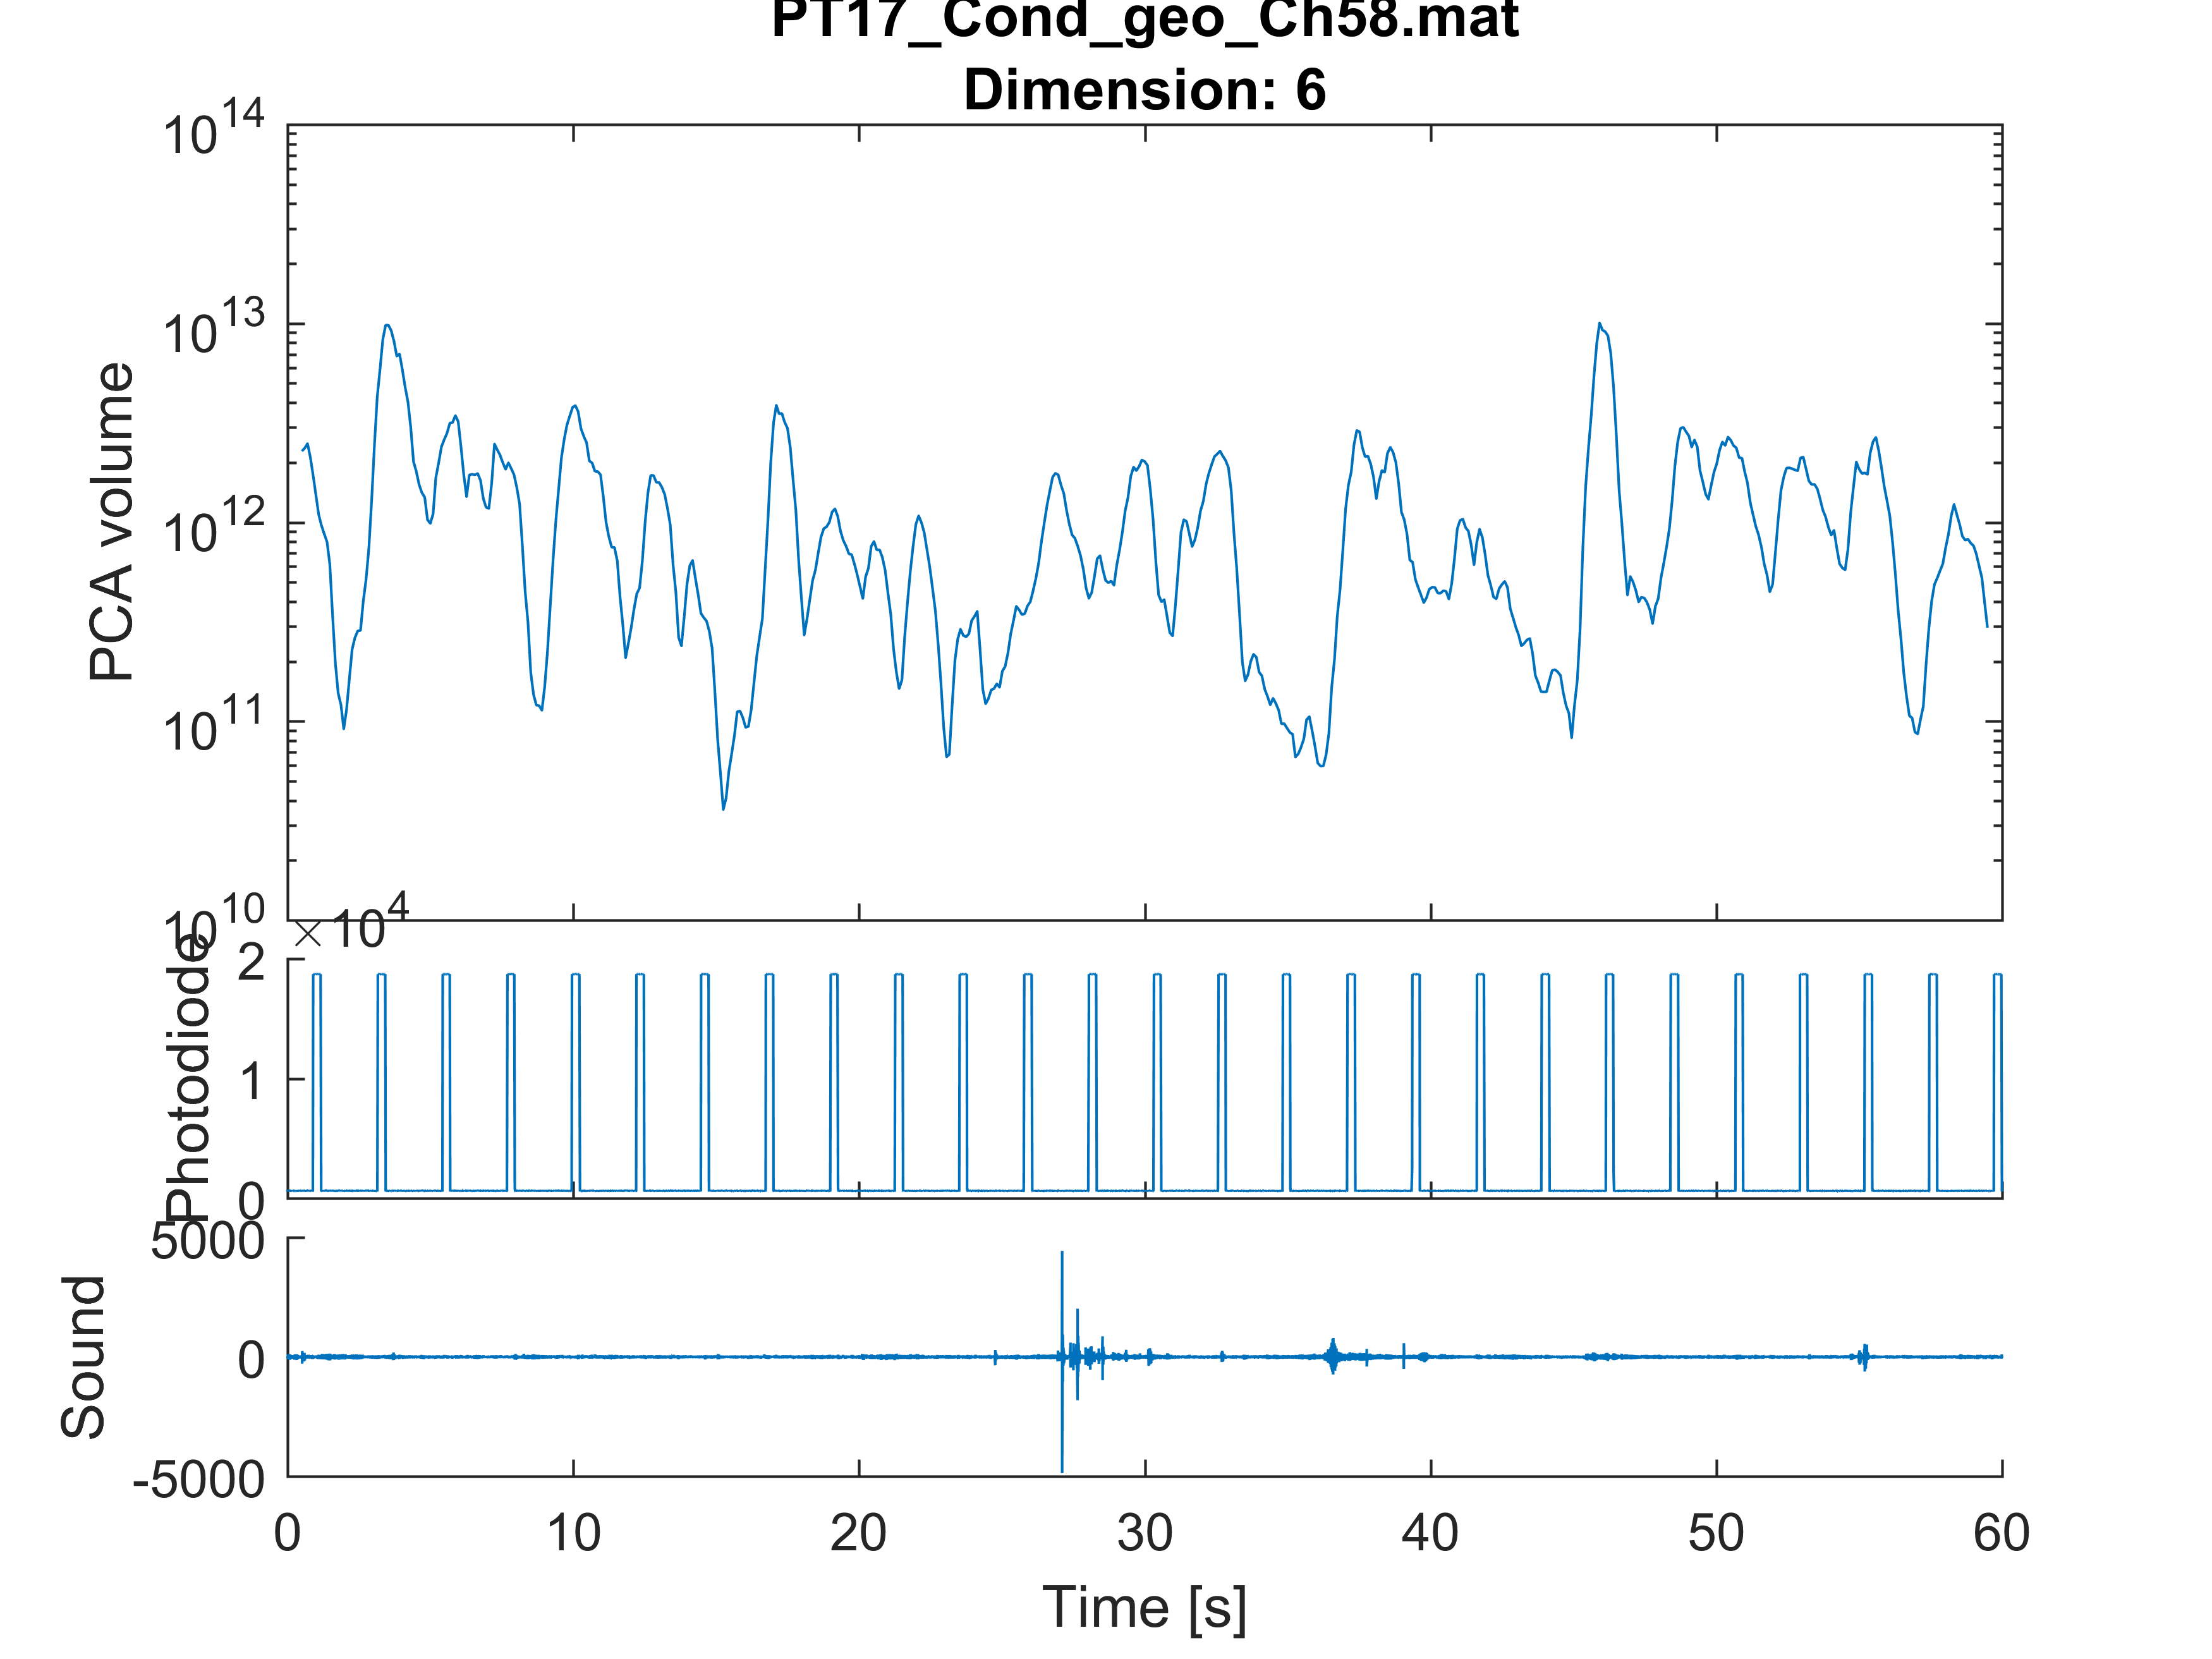 PT17_Cond_geo_Ch58.mat
Dimension: 6
10^14
10^13
10^12
10^11
10^10
PCA volume
× 10^4
2
1
0
Photodiode
5000
0
-5000
Sound
0 10 20 30 40 50 60
Time [s]